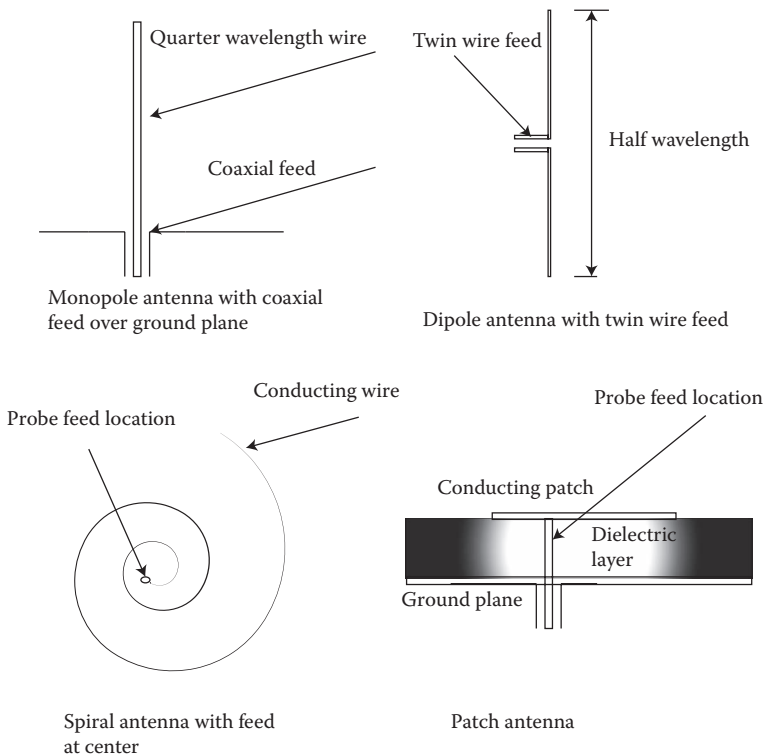 Quarter wavelength wire
Coaxial feed
Monopole antenna with coaxial
feed over ground plane
Twin wire feed
Half wavelength
Dipole antenna with twin wire feed
Conducting wire
Probe feed location
Spiral antenna with feed
at center
Probe feed location
Conducting patch
Dielectric
layer
Ground plane
Patch antenna